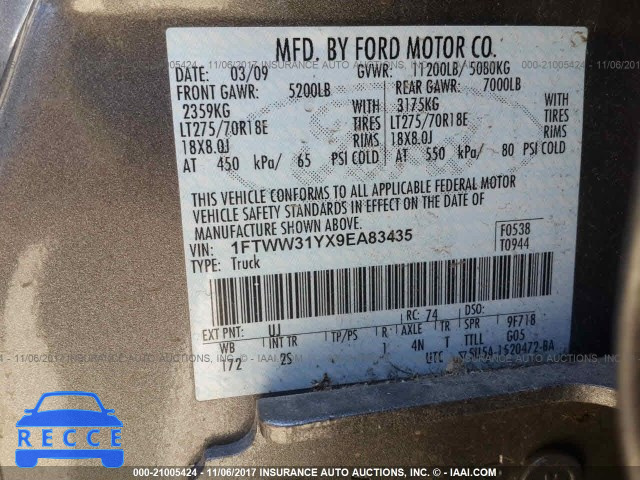 MFD. BY FORD MOTOR CO.
DATE: 03/09 GVWR: 11200LB/ 5080KG
FRONT GAWR: 5200LB REAR GAWR: 7000LB
2359KG WITH 3175KG WITH
LT275/70R18E TIRES LT275/70R18E TIRES
18X8.0J RIMS 18X8.0J RIMS
AT 450 kPa/ 65 PSI COLD AT 550 kPa/ 80 PSI COLD
THIS VEHICLE CONFORMS TO ALL APPLICABLE FEDERAL MOTOR
VEHICLE SAFETY STANDARDS IN EFFECT ON THE DATE OF
MANUFACTURE SHOWN ABOVE.
VIN: 1FTWW31YX9EA83435 F0538
TYPE: Truck T0944
EXT PNT: UJ RC: 74 DSO:
WB TP/PS R AXLE TR SPR 9F718
172 2S 1 4N T TTLL G05
UTC
000-21005424 - 11/06/2017 INSURANCE AUTO AUCTIONS, INC. - IAAI.COM
RECCE